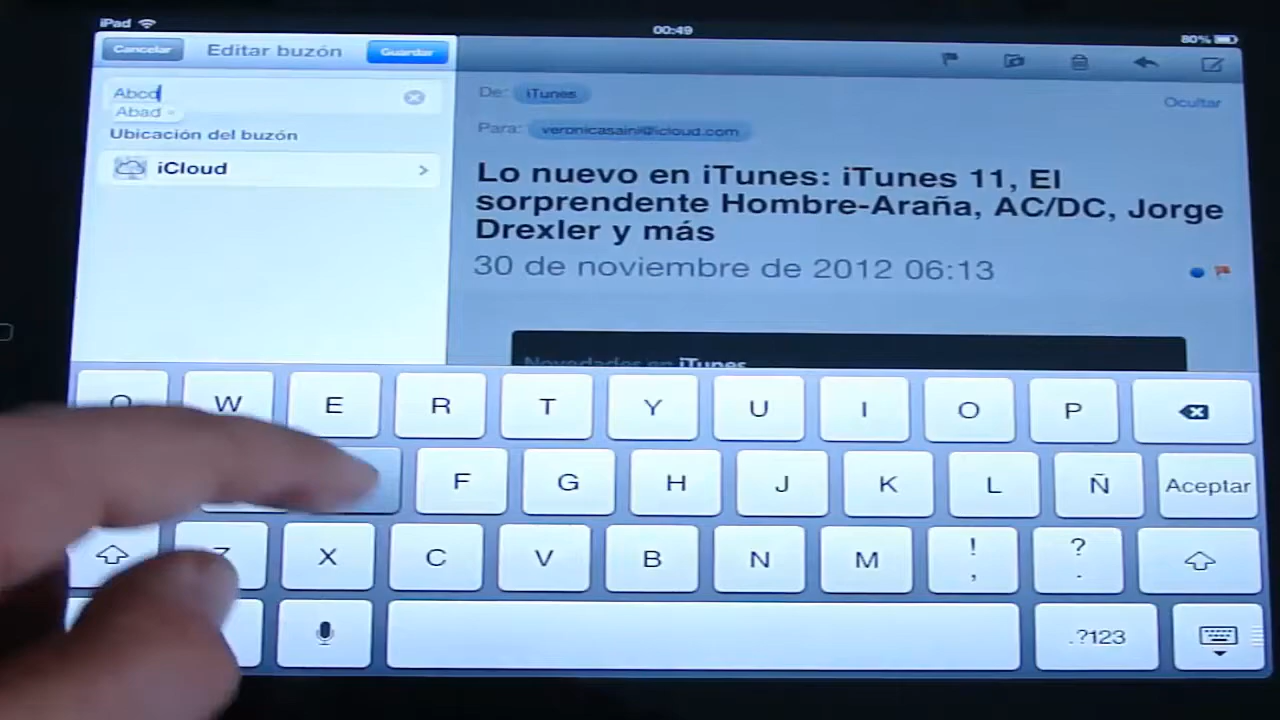 iPad
00:49
80%
Cancelar
Editar buzón
Guardar
Abcd
Abad ×
Ubicación del buzón
iCloud
De: iTunes
Ocultar
Para: veronicasaini@icloud.com
Lo nuevo en iTunes: iTunes 11, El
sorprendente Hombre-Araña, AC/DC, Jorge
Drexler y más
30 de noviembre de 2012 06:13
Novedades en iTunes
Q W E R T Y U I O P
F G H J K L Ñ Aceptar
Z X C V B N M ! , ? .
.?123